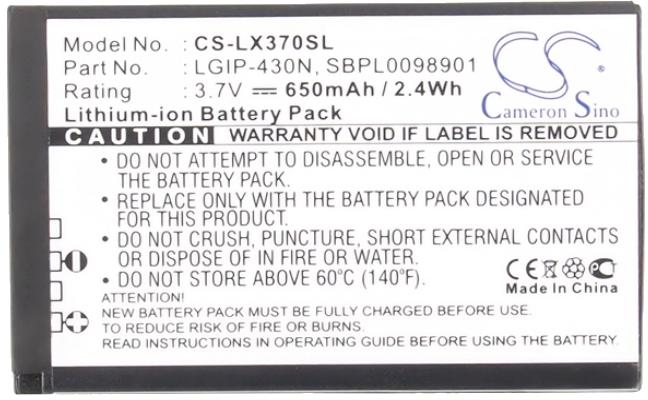 Model No. : CS-LX370SL
Part No. : LGIP-430N, SBPL0098901
Rating : 3.7V 650mAh / 2.4Wh
Lithium-ion Battery Pack
CS
Cameron Sino
CAUTION WARRANTY VOID IF LABEL IS REMOVED
• DO NOT ATTEMPT TO DISASSEMBLE, OPEN OR SERVICE
THE BATTERY PACK.
• REPLACE ONLY WITH THE BATTERY PACK DESIGNATED
FOR THIS PRODUCT.
• DO NOT CRUSH, PUNCTURE, SHORT EXTERNAL CONTACTS
OR DISPOSE OF IN FIRE OR WATER.
• DO NOT STORE ABOVE 60°C (140°F).
CE
PCT
Made In China
ATTENTION!
NEW BATTERY PACK MUST BE FULLY CHARGED BEFORE USE
TO REDUCE RISK OF FIRE OR BURNS.
READ INSTRUCTIONS IN OPERATING GUIDE BEFORE BEFORE USE.